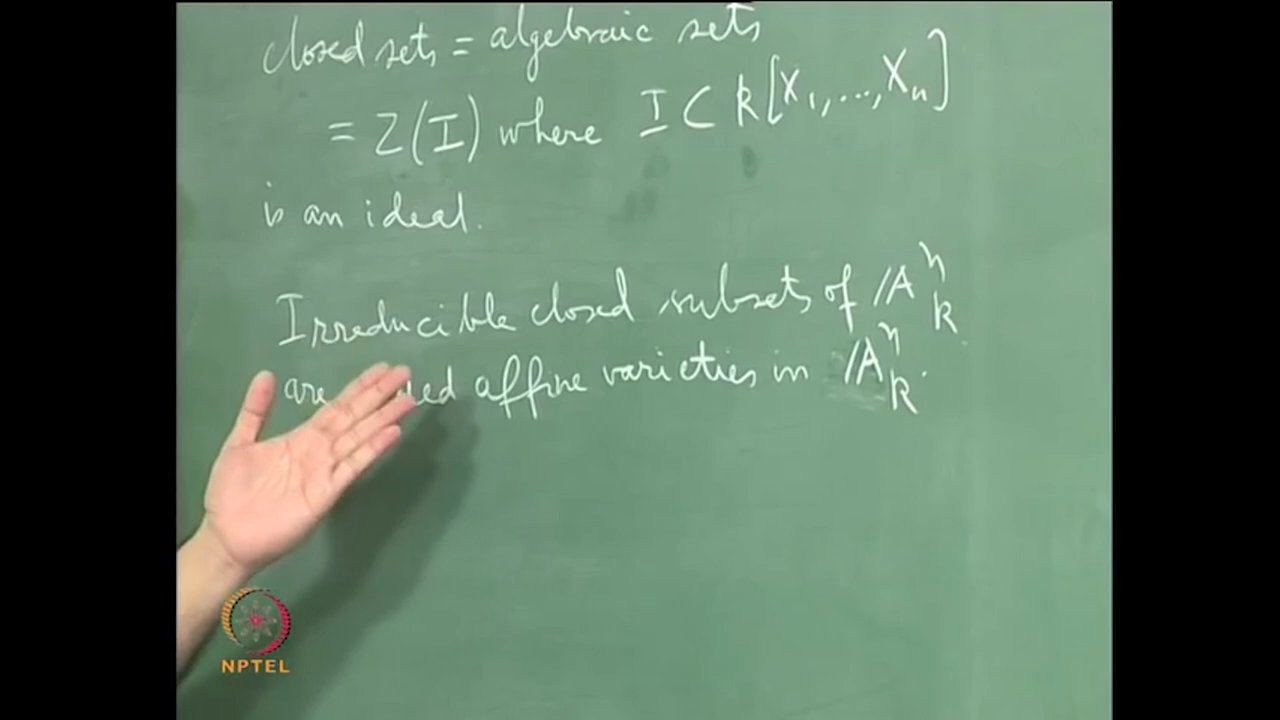 closed sets = algebraic sets
= Z(I) where I ⊂ k[X₁,...,Xₙ]
is an ideal.
Irreducible closed subsets of 𝔸ⁿₖ
are affine varieties in 𝔸ⁿₖ.
NPTEL